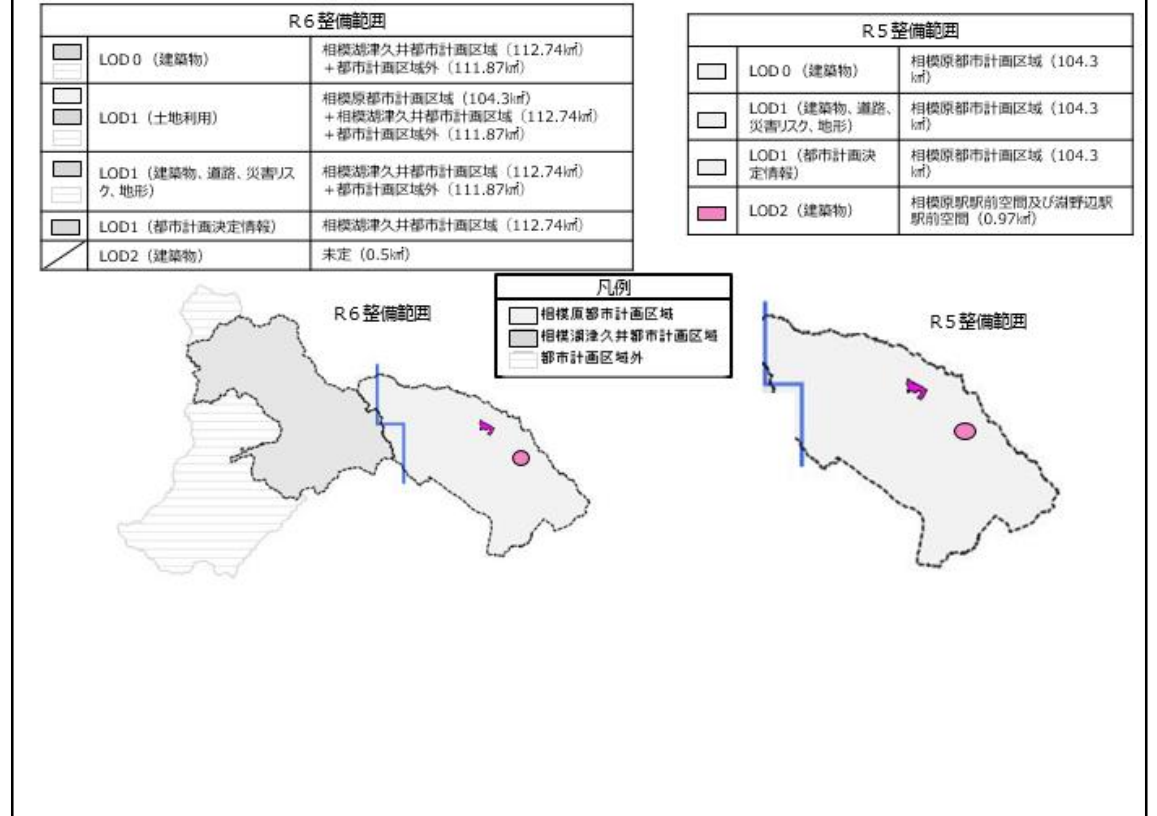 R6整備範囲
LOD0（建築物）
相模湖津久井都市計画区域（112.74㎢）
＋都市計画区域外（111.87㎢）
LOD1（土地利用）
相模原都市計画区域（104.3㎢）
＋相模湖津久井都市計画区域（112.74㎢）
＋都市計画区域外（111.87㎢）
LOD1（建築物、道路、災害リス
ク、地形）
相模湖津久井都市計画区域（112.74㎢）
＋都市計画区域外（111.87㎢）
LOD1（都市計画決定情報）
相模湖津久井都市計画区域（112.74㎢）
LOD2（建築物）
未定（0.5㎢）
R5整備範囲
LOD0（建築物）
相模原都市計画区域（104.3
㎢）
LOD1（建築物、道路、
災害リスク、地形）
相模原都市計画区域（104.3
㎢）
LOD1（都市計画決
定情報）
相模原都市計画区域（104.3
㎢）
LOD2（建築物）
相模原駅駅前空間及び淵野辺駅
駅前空間（0.97㎢）
R6整備範囲
凡例
相模原都市計画区域
相模湖津久井都市計画区域
都市計画区域外
R5整備範囲